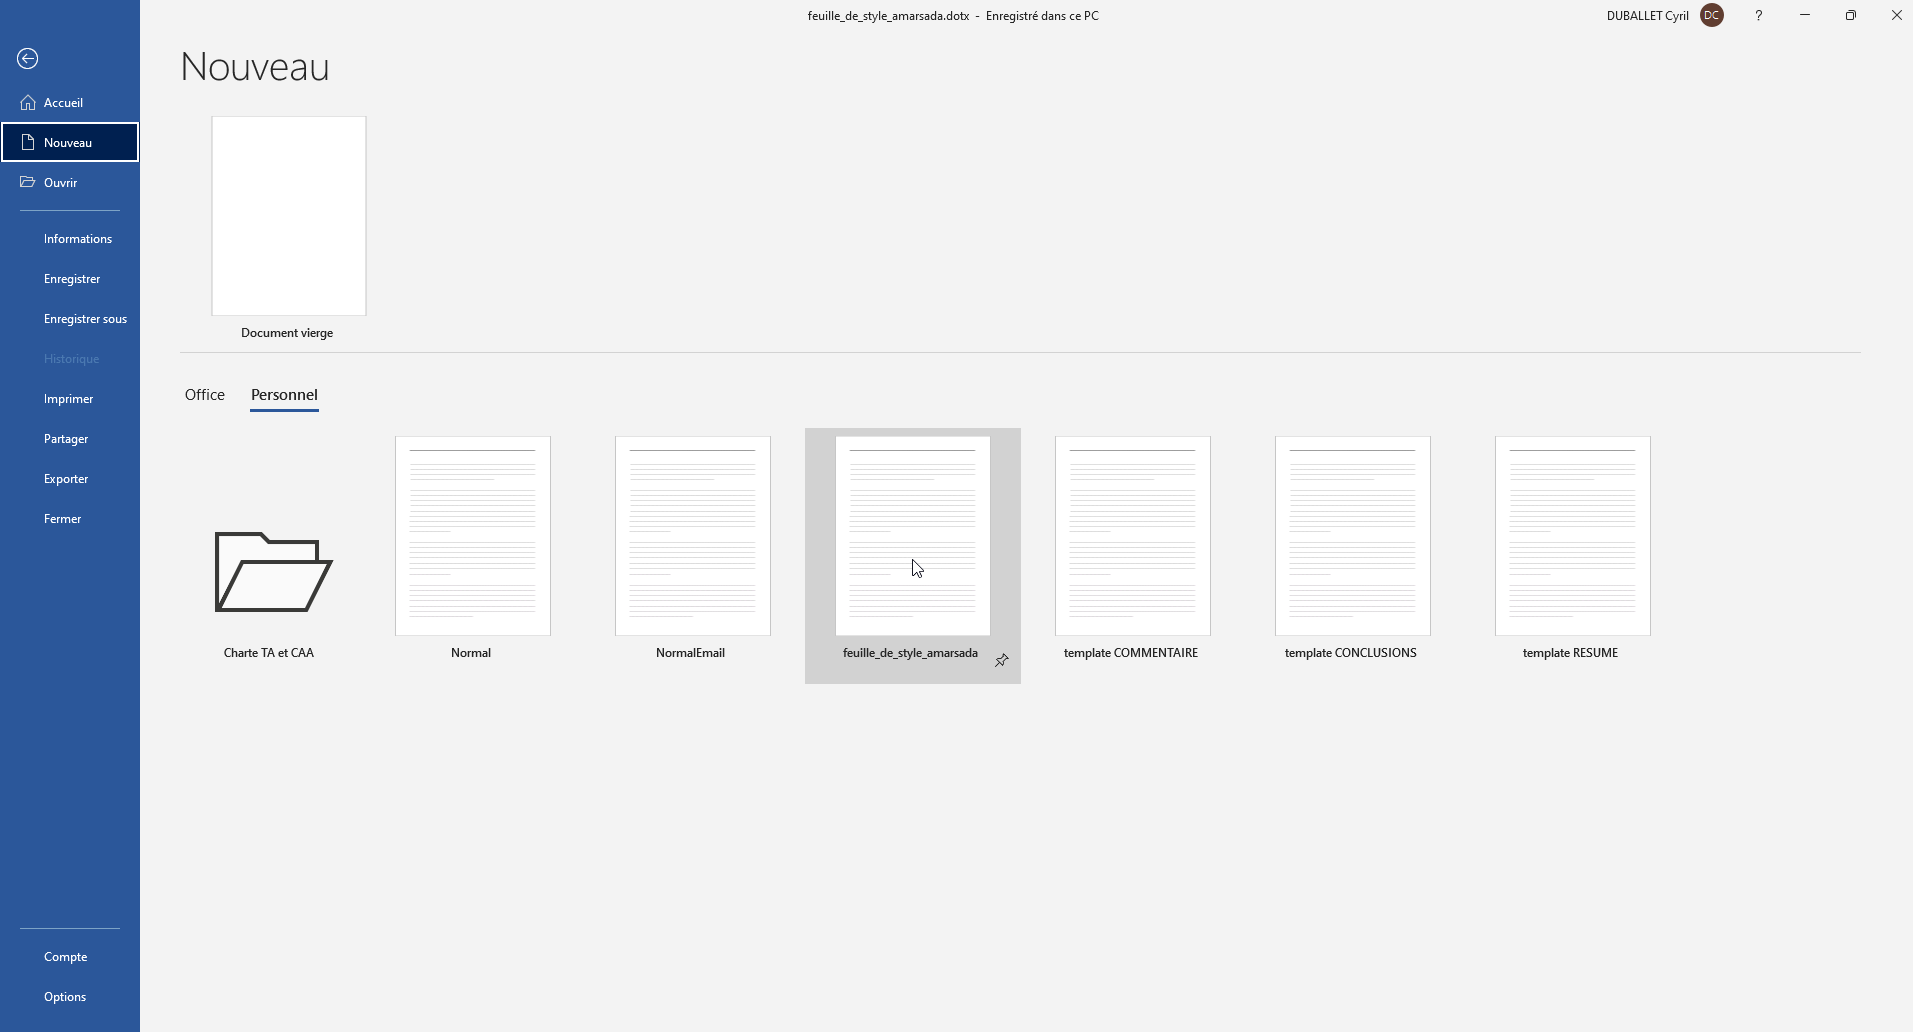 feuille_de_style_amarsada.dotx - Enregistré dans ce PC
DUBALLET Cyril
DC
?
Nouveau
Accueil
Nouveau
Ouvrir
Informations
Enregistrer
Enregistrer sous
Historique
Imprimer
Partager
Exporter
Fermer
Compte
Options
Document vierge
Office
Personnel
Charte TA et CAA
Normal
NormalEmail
feuille_de_style_amarsada
template COMMENTAIRE
template CONCLUSIONS
template RESUME